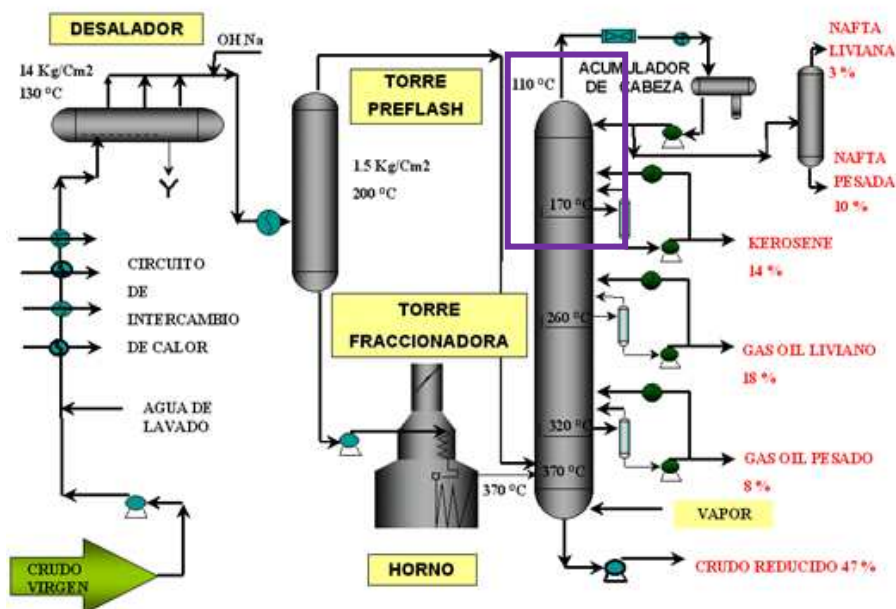 DESALADOR
OH Na
14 Kg/Cm2
130 °C
TORRE
PREFLASH
1.5 Kg/Cm2
200 °C
110 °C
ACUMULADOR
DE CABEZA
NAFTA
LIVIANA
3 %
NAFTA
PESADA
10 %
170 °C
KEROSENE
14 %
CIRCUITO
DE
INTERCAMBIO
DE CALOR
TORRE
FRACCIONADORA
260 °C
GAS OIL LIVIANO
18 %
AGUA DE
LAVADO
320 °C
GAS OIL PESADO
8 %
370 °C
370 °C
VAPOR
CRUDO
VIRGEN
HORNO
CRUDO REDUCIDO 47 %